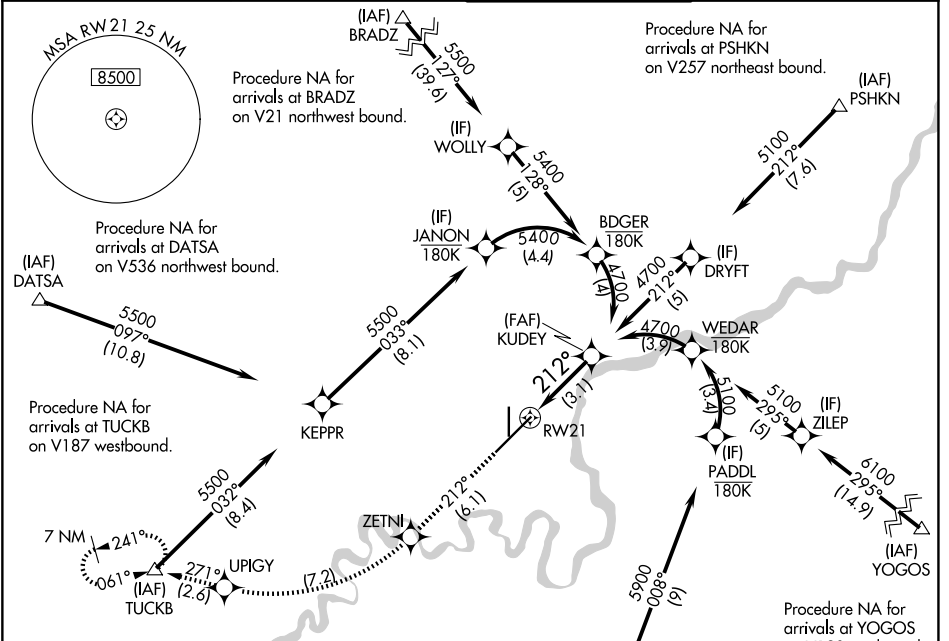 MSA RW21 25 NM
8500
(IAF)
BRADZ
5500
127°
(39.6)
Procedure NA for
arrivals at BRADZ
on V21 northwest bound.
Procedure NA for
arrivals at PSHKN
on V257 northeast bound.
(IAF)
PSHKN
5100
212°
(7.6)
(IF)
WOLLY
5400
128°
(5)
Procedure NA for
arrivals at DATSA
on V536 northwest bound.
(IF)
JANON
180K
5400
(4.4)
BDGER
180K
4700
(4)
(IF)
DRYFT
4700
212°
(5)
(IAF)
DATSA
5500
097°
(10.8)
5500
033°
(8.1)
(FAF)
KUDEY
4700
(3.9)
WEDAR
180K
212°
(3.1)
5100
(3.4)
5100
295°
(5)
(IF)
ZILEP
Procedure NA for
arrivals at TUCKB
on V187 westbound.
KEPPR
RW21
(IF)
PADDL
180K
6100
295°
(14.9)
(IAF)
YOGOS
5500
032°
(8.4)
212°
(6.1)
ZETNI
7 NM
241°
061°
(IAF)
TUCKB
271°
(2.6)
UPIGY
(7.2)
5900
008°
(9)
Procedure NA for
arrivals at YOGOS